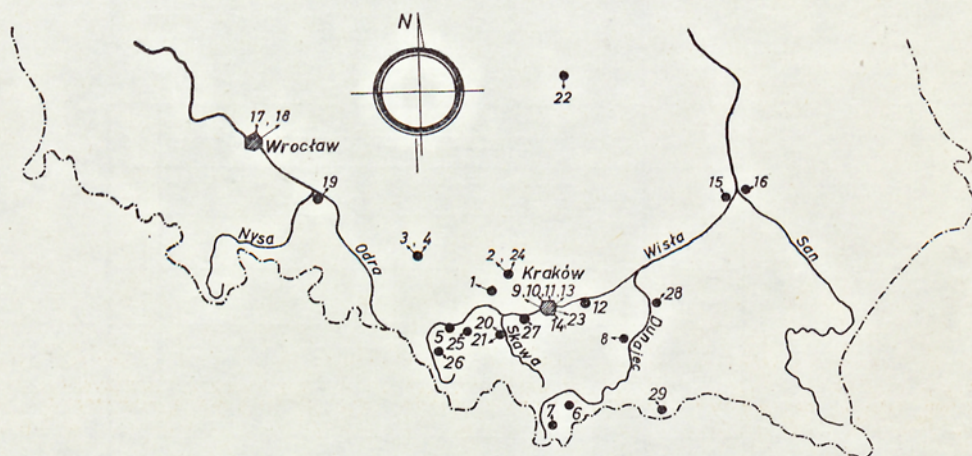 N
22
17, 18
Wrocław
19
15
16
Nysa
Odra
3, 4
2, 24
Wisła
San
1
Kraków
9, 10, 11, 13
12
28
14, 23
20
21
5
25
26
27
Skawa
8
Dunajec
7
6
29